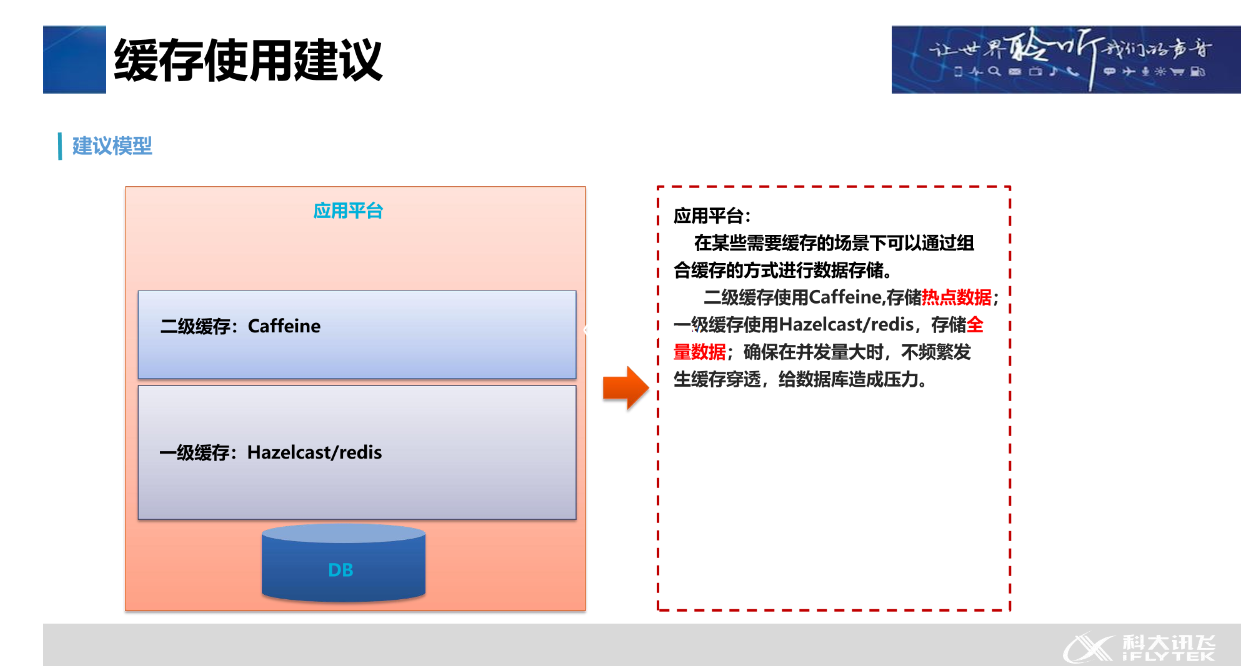 缓存使用建议
让世界聆听我们的声音
建议模型
应用平台
二级缓存：Caffeine
一级缓存：Hazelcast/redis
DB
应用平台：
在某些需要缓存的场景下可以通过组
合缓存的方式进行数据存储。
二级缓存使用Caffeine,存储热点数据；
一级缓存使用Hazelcast/redis，存储全
量数据；确保在并发量大时，不频繁发
生缓存穿透，给数据库造成压力。
科大讯飞
iFLYTEK